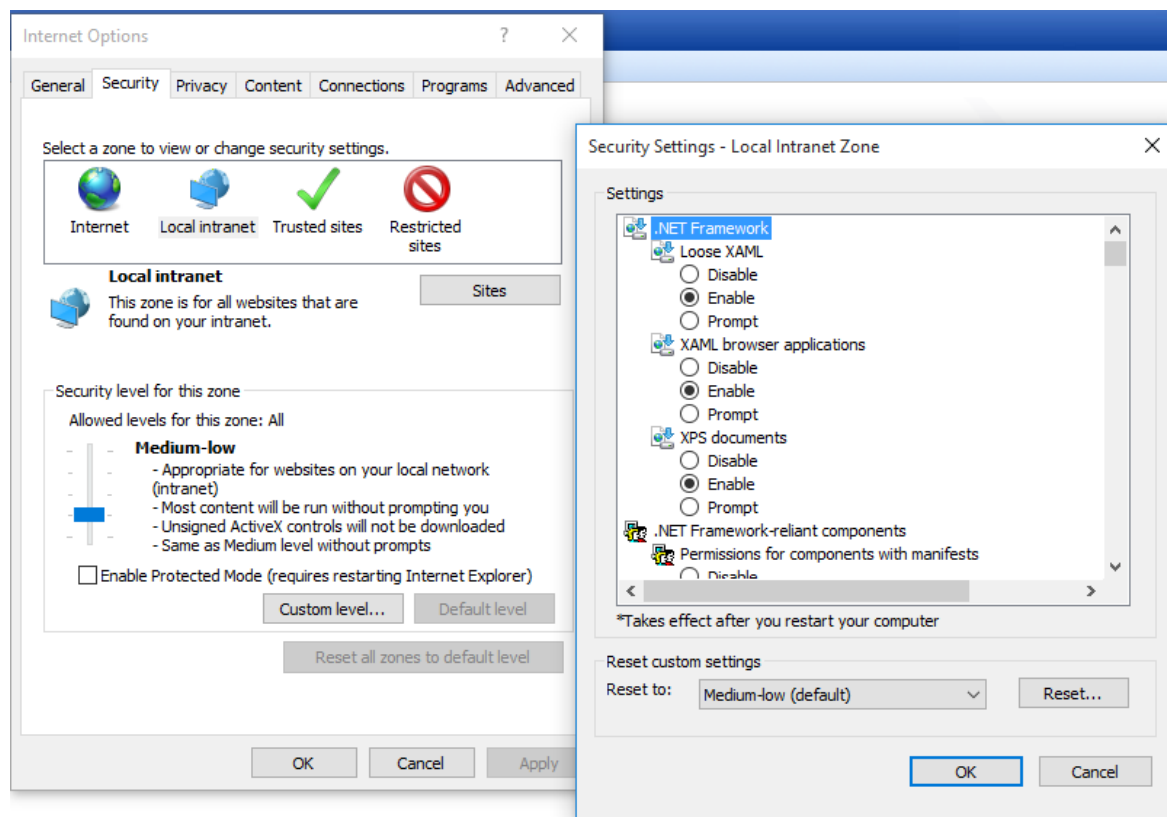 Internet Options
?
General Security Privacy Content Connections Programs Advanced
Select a zone to view or change security settings.
Internet
Local intranet
Trusted sites
Restricted
sites
Local intranet
This zone is for all websites that are
found on your intranet.
Sites
Security level for this zone
Allowed levels for this zone: All
Medium-low
- Appropriate for websites on your local network
(intranet)
- Most content will be run without prompting you
- Unsigned ActiveX controls will not be downloaded
- Same as Medium level without prompts
Enable Protected Mode (requires restarting Internet Explorer)
Custom level...
Default level
Reset all zones to default level
OK
Cancel
Apply
Security Settings - Local Intranet Zone
Settings
.NET Framework
Loose XAML
Disable
Enable
Prompt
XAML browser applications
Disable
Enable
Prompt
XPS documents
Disable
Enable
Prompt
.NET Framework-reliant components
Permissions for components with manifests
Disable
*Takes effect after you restart your computer
Reset custom settings
Reset to:
Medium-low (default)
Reset...
OK
Cancel